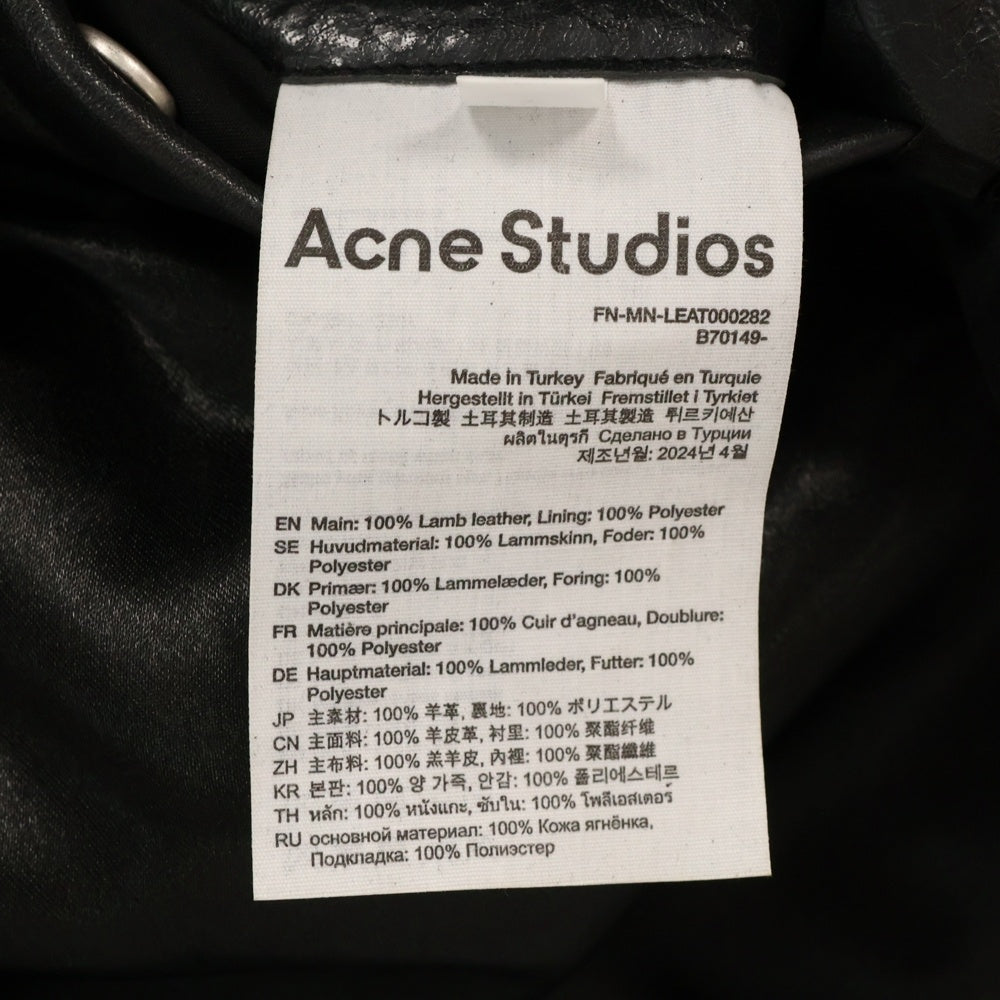 Acne Studios
FN-MN-LEAT000282
B70149-
Made in Turkey Fabriqué en Turquie
Hergestellt in Türkei Fremstillet i Tyrkiet
トルコ製 土耳其制造 土耳其製造 튀르키예산
ผลิตในตุรกี Сделано в Турции
제조년월: 2024년 4월
EN Main: 100% Lamb leather, Lining: 100% Polyester
SE Huvudmaterial: 100% Lammskinn, Foder: 100%
Polyester
DK Primær: 100% Lammelæder, Foring: 100%
Polyester
FR Matière principale: 100% Cuir d'agneau, Doublure:
100% Polyester
DE Hauptmaterial: 100% Lammleder, Futter: 100%
Polyester
JP 主素材: 100% 羊革, 裏地: 100% ポリエステル
CN 主面料: 100% 羊皮革, 衬里: 100% 聚酯纤维
ZH 主布料: 100% 羔羊皮, 內裡: 100% 聚酯纖維
KR 본판: 100% 양 가죽, 안감: 100% 폴리에스테르
TH หลัก: 100% หนังแกะ, ซับใน: 100% โพลีเอสเตอร์
RU основной материал: 100% Кожа ягнёнка,
Подкладка: 100% Полиэстер